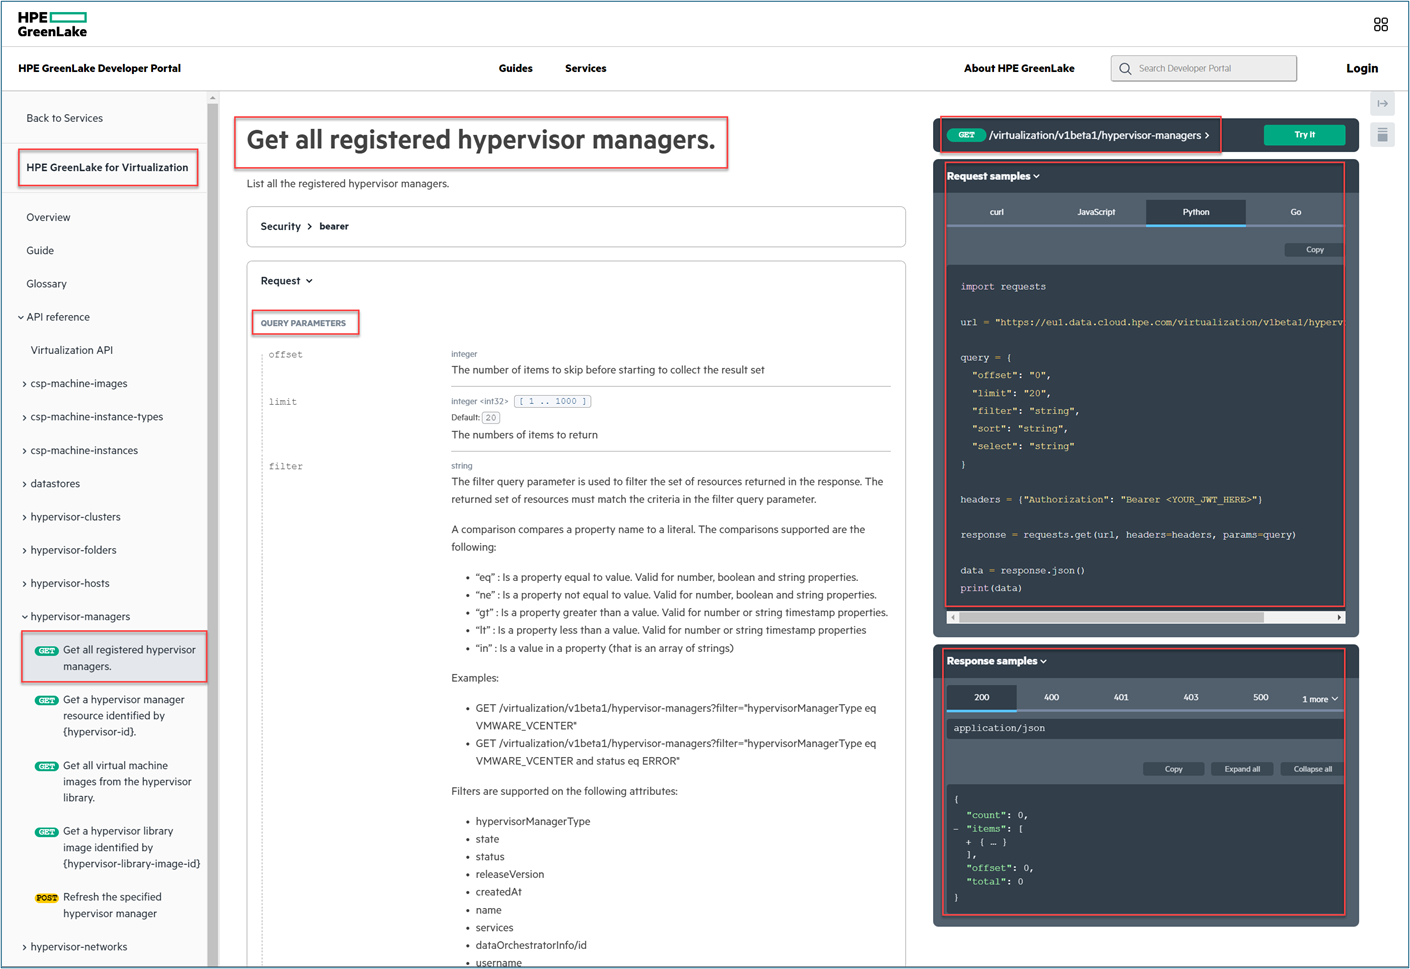 HPE
GreenLake
HPE GreenLake Developer Portal
Guides
Services
About HPE GreenLake
Search Developer Portal
Login
Back to Services
HPE GreenLake for Virtualization
Overview
Guide
Glossary
API reference
Virtualization API
csp-machine-images
csp-machine-instance-types
csp-machine-instances
datastores
hypervisor-clusters
hypervisor-folders
hypervisor-hosts
hypervisor-managers
GET Get all registered hypervisor
managers.
GET Get a hypervisor manager
resource identified by
{hypervisor-id}.
GET Get all virtual machine
images from the hypervisor
library.
GET Get a hypervisor library
image identified by
{hypervisor-library-image-id}
POST Refresh the specified
hypervisor manager
hypervisor-networks
Get all registered hypervisor managers.
List all the registered hypervisor managers.
Security > bearer
Request
QUERY PARAMETERS
offset
integer
The number of items to skip before starting to collect the result set
limit
integer <int32> [ 1 .. 1000 ]
Default: 20
The numbers of items to return
filter
string
The filter query parameter is used to filter the set of resources returned in the response. The
returned set of resources must match the criteria in the filter query parameter.
A comparison compares a property name to a literal. The comparisons supported are the
following:
• “eq” : Is a property equal to value. Valid for number, boolean and string properties.
• “ne” : Is a property not equal to value. Valid for number, boolean and string properties.
• “gt” : Is a property greater than a value. Valid for number or string timestamp properties.
• “lt” : Is a property less than a value. Valid for number or string timestamp properties
• “in” : Is a value in a property (that is an array of strings)
Examples:
• GET /virtualization/v1beta1/hypervisor-managers?filter="hypervisorManagerType eq
VMWARE_VCENTER"
• GET /virtualization/v1beta1/hypervisor-managers?filter="hypervisorManagerType eq
VMWARE_VCENTER and status eq ERROR"
Filters are supported on the following attributes:
• hypervisorManagerType
• state
• status
• releaseVersion
• createdAt
• name
• services
• dataOrchestratorInfo/id
• username
GET /virtualization/v1beta1/hypervisor-managers >
Try It
Request samples
curl
JavaScript
Python
Go
Copy
import requests
url = "https://eu1.data.cloud.hpe.com/virtualization/v1beta1/hyperv
query = {
"offset": "0",
"limit": "20",
"filter": "string",
"sort": "string",
"select": "string"
}
headers = {"Authorization": "Bearer <YOUR_JWT_HERE>"}
response = requests.get(url, headers=headers, params=query)
data = response.json()
print(data)
Response samples
200
400
401
403
500
1 more
application/json
Copy
Expand all
Collapse all
{
"count": 0,
- "items": [
+ { … }
],
"offset": 0,
"total": 0
}